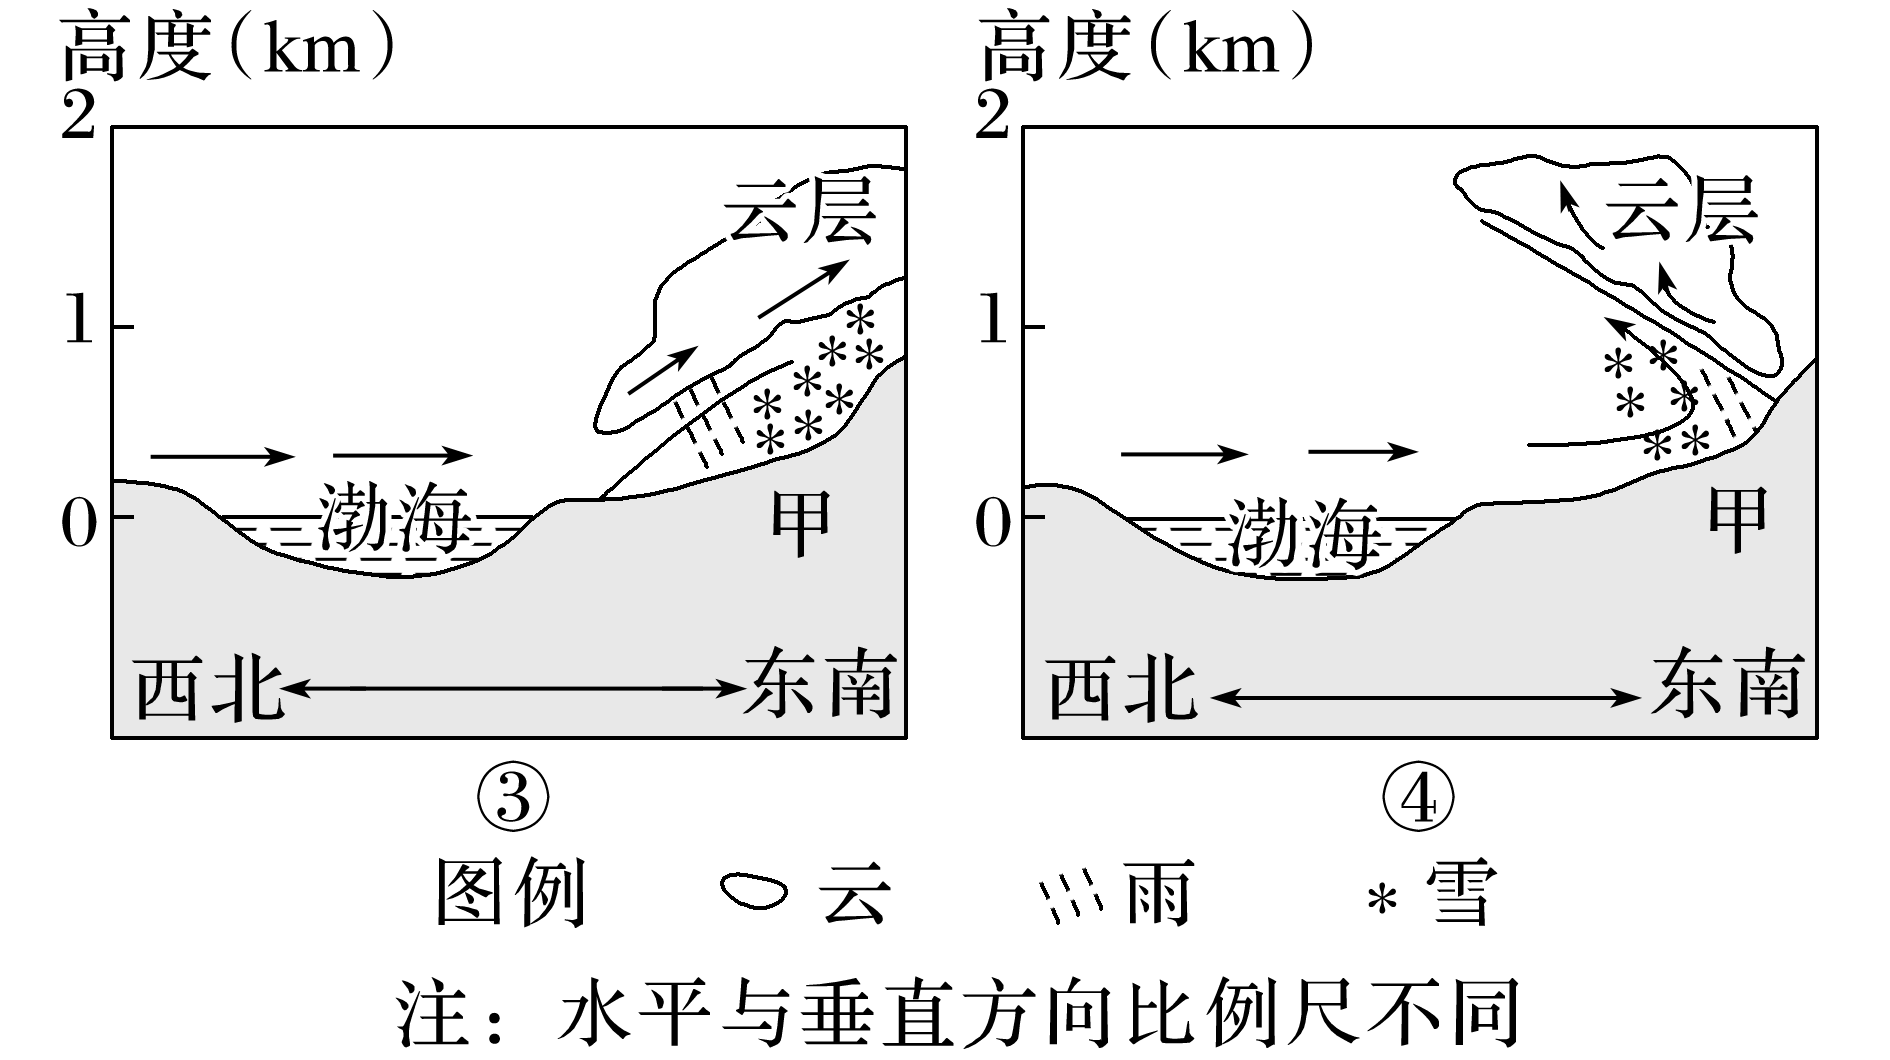 高度(km)
2
1
0
云层
渤海
甲
西北
东南
③
高度(km)
2
1
0
云层
渤海
甲
西北
东南
④
图例 云 雨 雪
注：水平与垂直方向比例尺不同